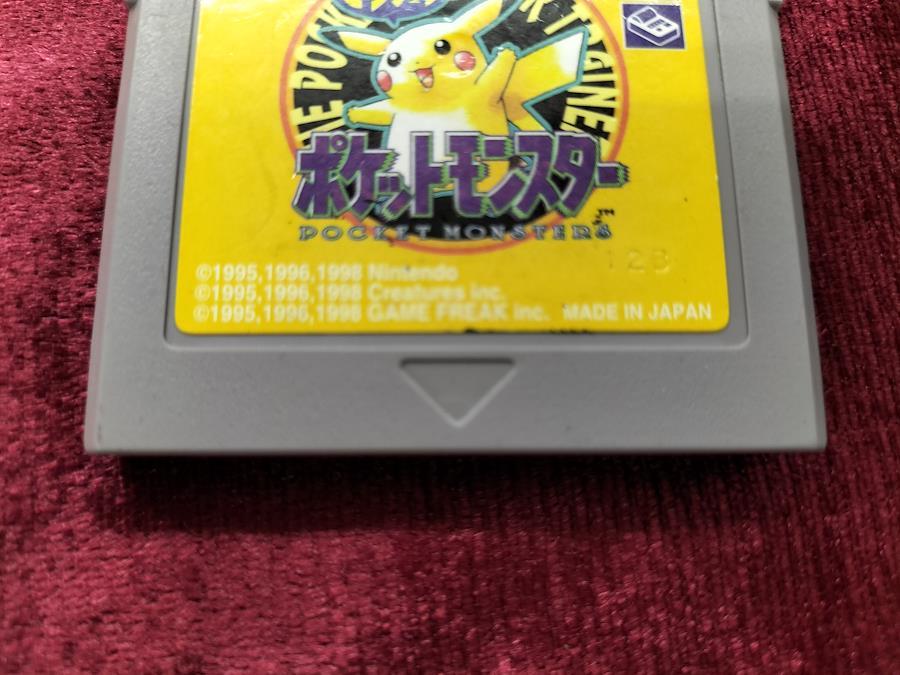 ポケットモンスター
POCKET MONSTERS
©1995,1996,1998 Nintendo
©1995,1996,1998 Creatures inc.
©1995,1996,1998 GAME FREAK inc. MADE IN JAPAN